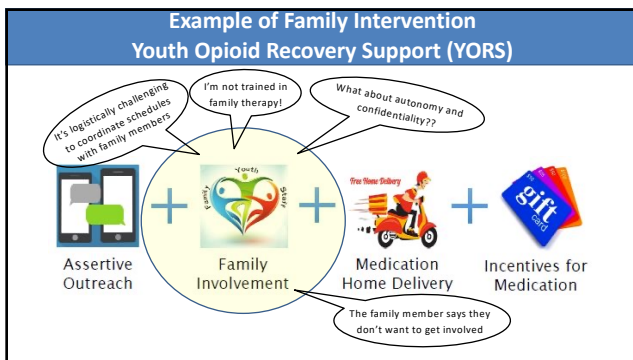 Example of Family Intervention
Youth Opioid Recovery Support (YORS)
It's logistically challenging
to coordinate schedules
with family members
I'm not trained in
family therapy!
What about autonomy and
confidentiality??
Family
Youth
Staff
Free Home Delivery
gift
card
Assertive
Outreach
+
Family
Involvement
+
Medication
Home Delivery
+
Incentives for
Medication
The family member says they
don't want to get involved